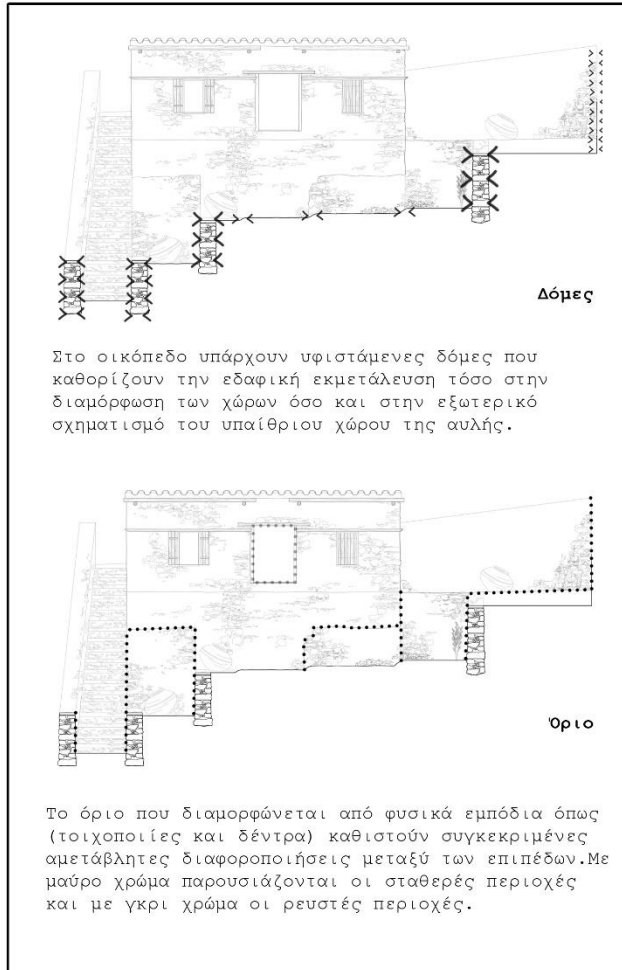 Δόμες
Στο οικόπεδο υπάρχουν υφιστάμενες δόμες που
καθορίζουν την εδαφική εκμετάλευση τόσο στην
διαμόρφωση των χώρων όσο και στην εξωτερικό
σχηματισμό του υπαίθριου χώρου της αυλής.
Όριο
Το όριο που διαμορφώνεται από φυσικά εμπόδια όπως
(τοιχοποιίες και δέντρα) καθιστούν συγκεκριμένες
αμετάβλητες διαφοροποιήσεις μεταξύ των επιπέδων.Με
μαύρο χρώμα παρουσιάζονται οι σταθερές περιοχές
και με γκρι χρώμα οι ρευστές περιοχές.